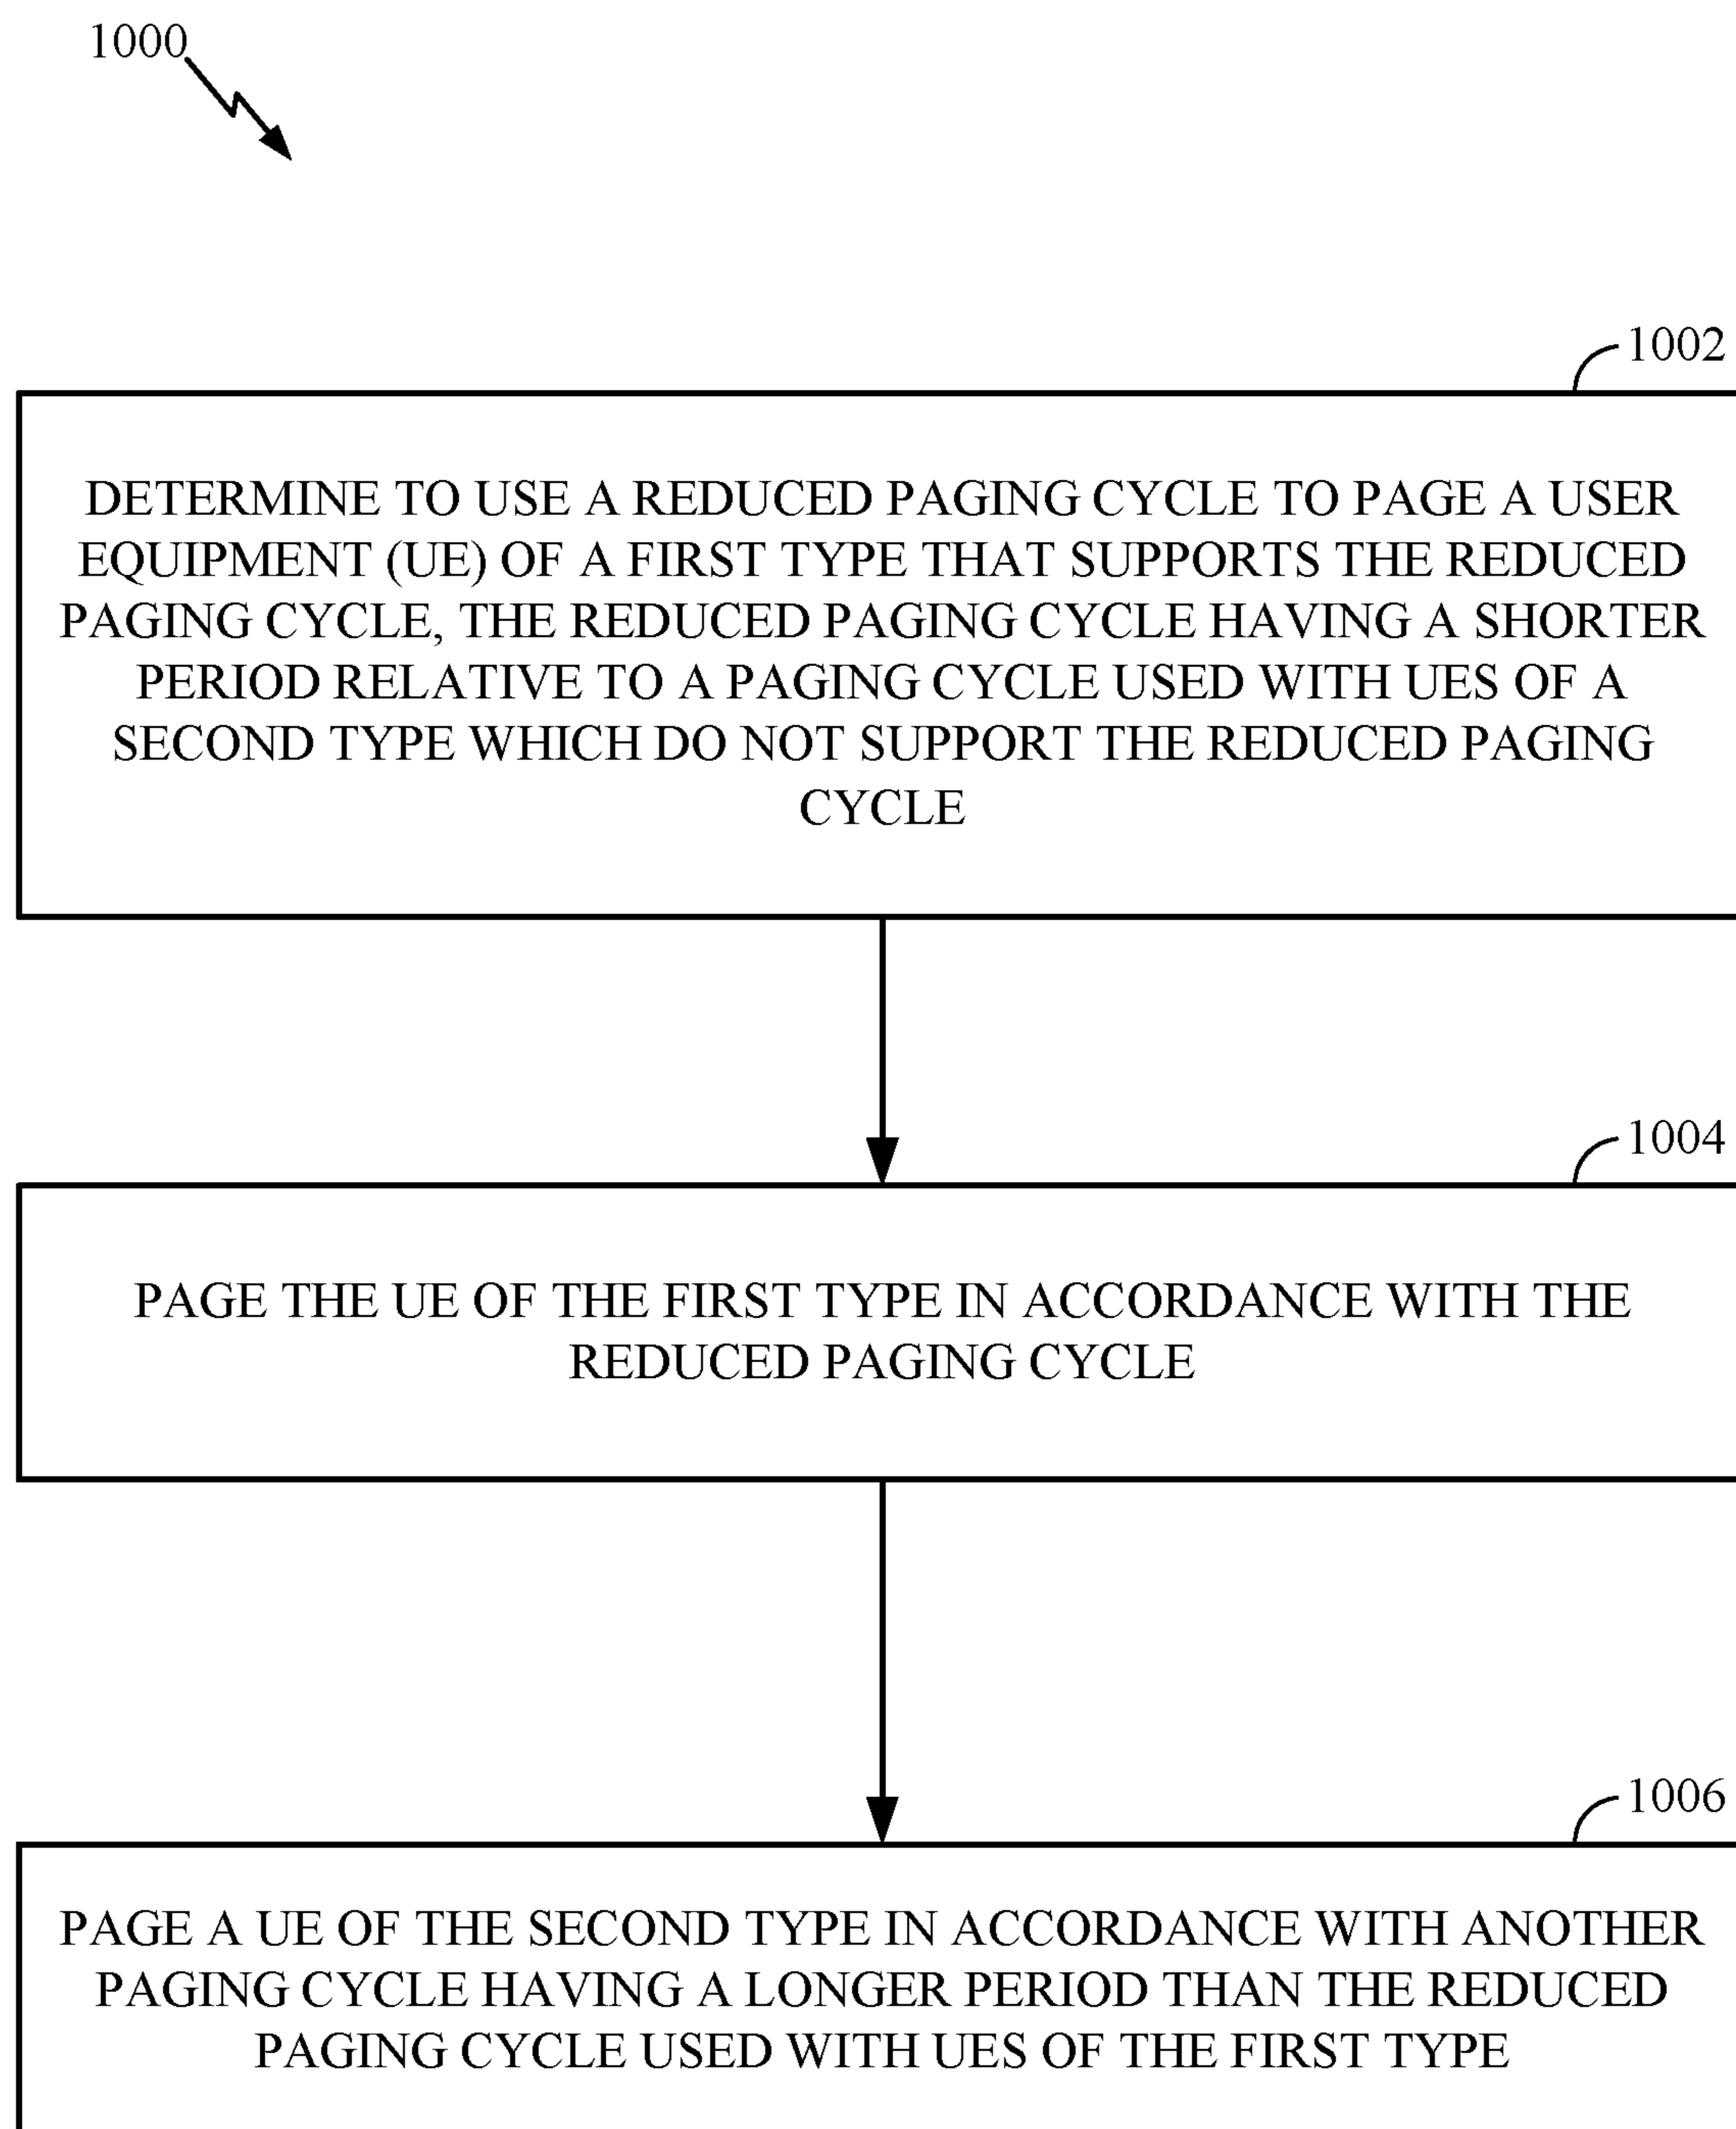 1000
1002
DETERMINE TO USE A REDUCED PAGING CYCLE TO PAGE A USER
EQUIPMENT (UE) OF A FIRST TYPE THAT SUPPORTS THE REDUCED
PAGING CYCLE, THE REDUCED PAGING CYCLE HAVING A SHORTER
PERIOD RELATIVE TO A PAGING CYCLE USED WITH UES OF A
SECOND TYPE WHICH DO NOT SUPPORT THE REDUCED PAGING
CYCLE
1004
PAGE THE UE OF THE FIRST TYPE IN ACCORDANCE WITH THE
REDUCED PAGING CYCLE
1006
PAGE A UE OF THE SECOND TYPE IN ACCORDANCE WITH ANOTHER
PAGING CYCLE HAVING A LONGER PERIOD THAN THE REDUCED
PAGING CYCLE USED WITH UES OF THE FIRST TYPE